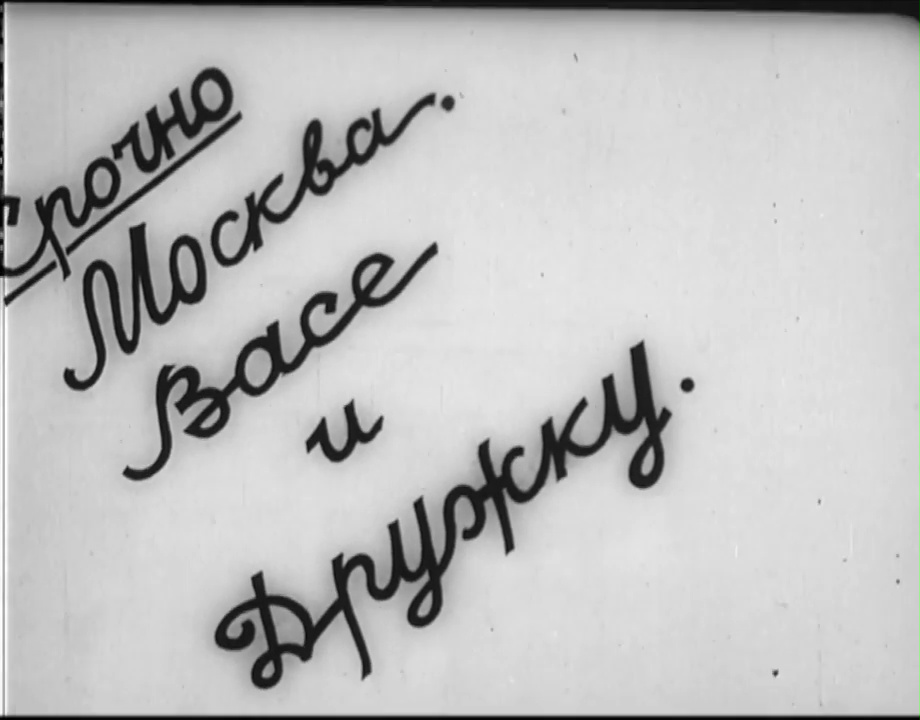 Срочно
Москва.
Васе
и
Дружку.